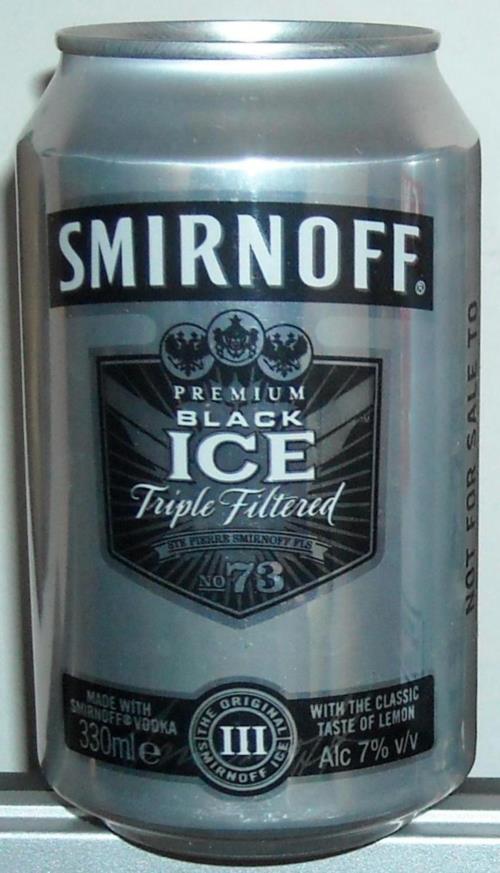 SMIRNOFF®
PREMIUM
BLACK
ICE
Triple Filtered
STE PIERRE SMIRNOFF FLS
NO 73
MADE WITH
SMIRNOFF® VODKA
330ml e
THE ORIGINAL
III
SMIRNOFF ICE
WITH THE CLASSIC
TASTE OF LEMON
Alc 7% v/v
NOT FOR SALE TO